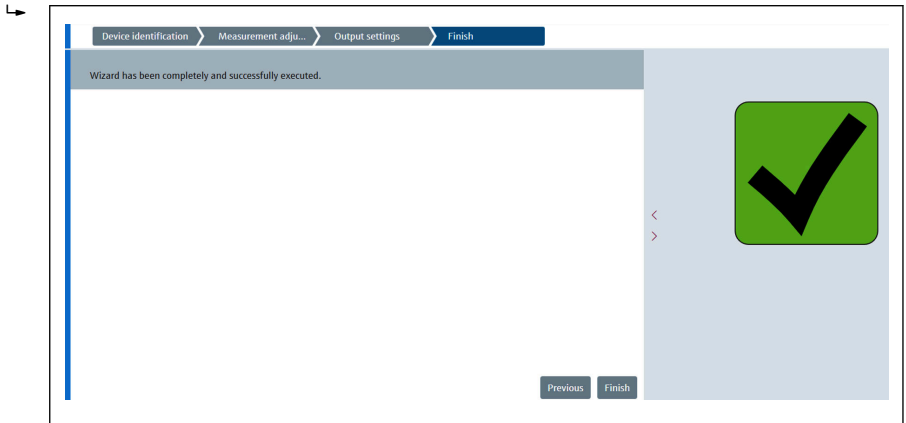 Device identification
Measurement adju...
Output settings
Finish
Wizard has been completely and successfully executed.
Previous
Finish